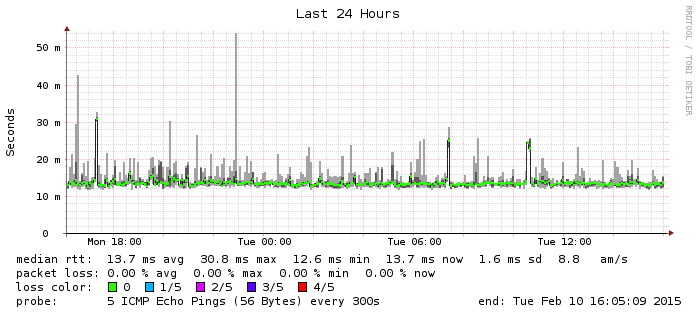 Last 24 Hours
RRDTOOL / TOBI OETIKER
Seconds
50 m
40 m
30 m
20 m
10 m
0
Mon 18:00 Tue 00:00 Tue 06:00 Tue 12:00
median rtt: 13.7 ms avg 30.8 ms max 12.6 ms min 13.7 ms now 1.6 ms sd 8.8 am/s
packet loss: 0.00 % avg 0.00 % max 0.00 % min 0.00 % now
loss color: 0 1/5 2/5 3/5 4/5
probe: 5 ICMP Echo Pings (56 Bytes) every 300s end: Tue Feb 10 16:05:09 2015